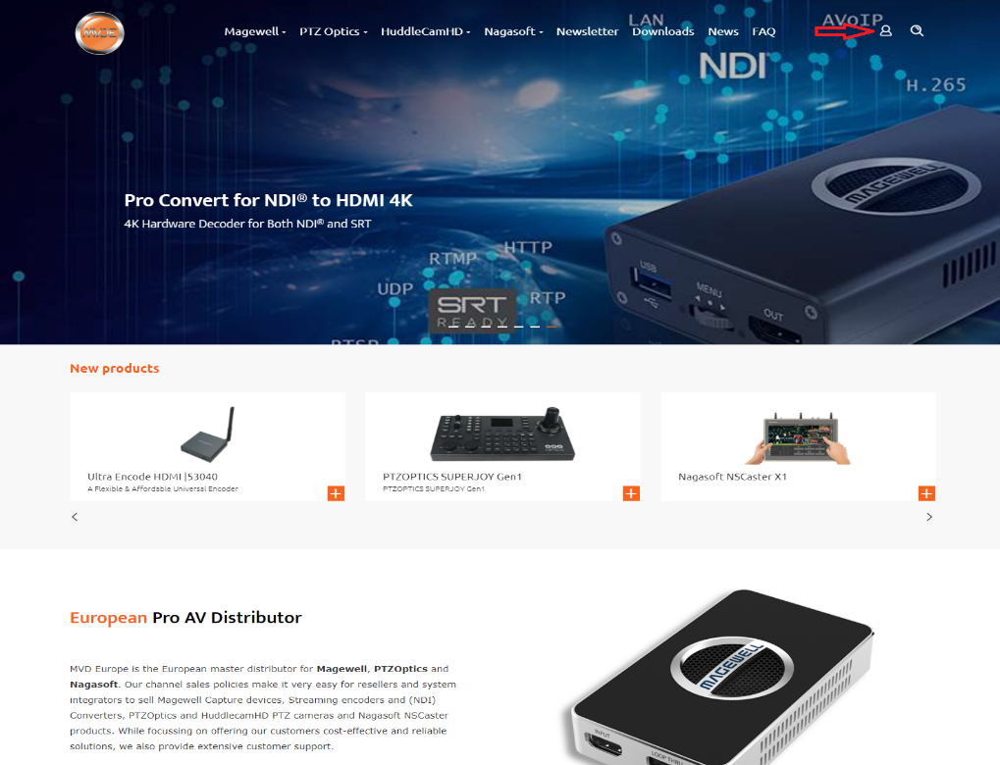 MVDE
Magewell PTZ Optics HuddleCamHD Nagasoft Newsletter Downloads News FAQ
LAN
AVoIP
NDI
H.265
MAGEWELL
Pro Convert for NDI® to HDMI 4K
4K Hardware Decoder for Both NDI® and SRT
HTTP
RTMP
UDP
RTP
SRT
READY
RTSP
USB
MENU
OUT
New products
Ultra Encode HDMI |53040
A Flexible & Affordable Universal Encoder
PTZOPTICS SUPERJOY Gen1
PTZOPTICS SUPERJOY Gen1
Nagasoft NSCaster X1
European Pro AV Distributor
MVD Europe is the European master distributor for Magewell, PTZOptics and
Nagasoft. Our channel sales policies make it very easy for resellers and system
integrators to sell Magewell Capture devices, Streaming encoders and (NDI)
Converters, PTZOptics and HuddlecamHD PTZ cameras and Nagasoft NSCaster
products. While focussing on offering our customers cost-effective and reliable
solutions, we also provide extensive customer support.
MAGEWELL
INPUT
LOOP THRU